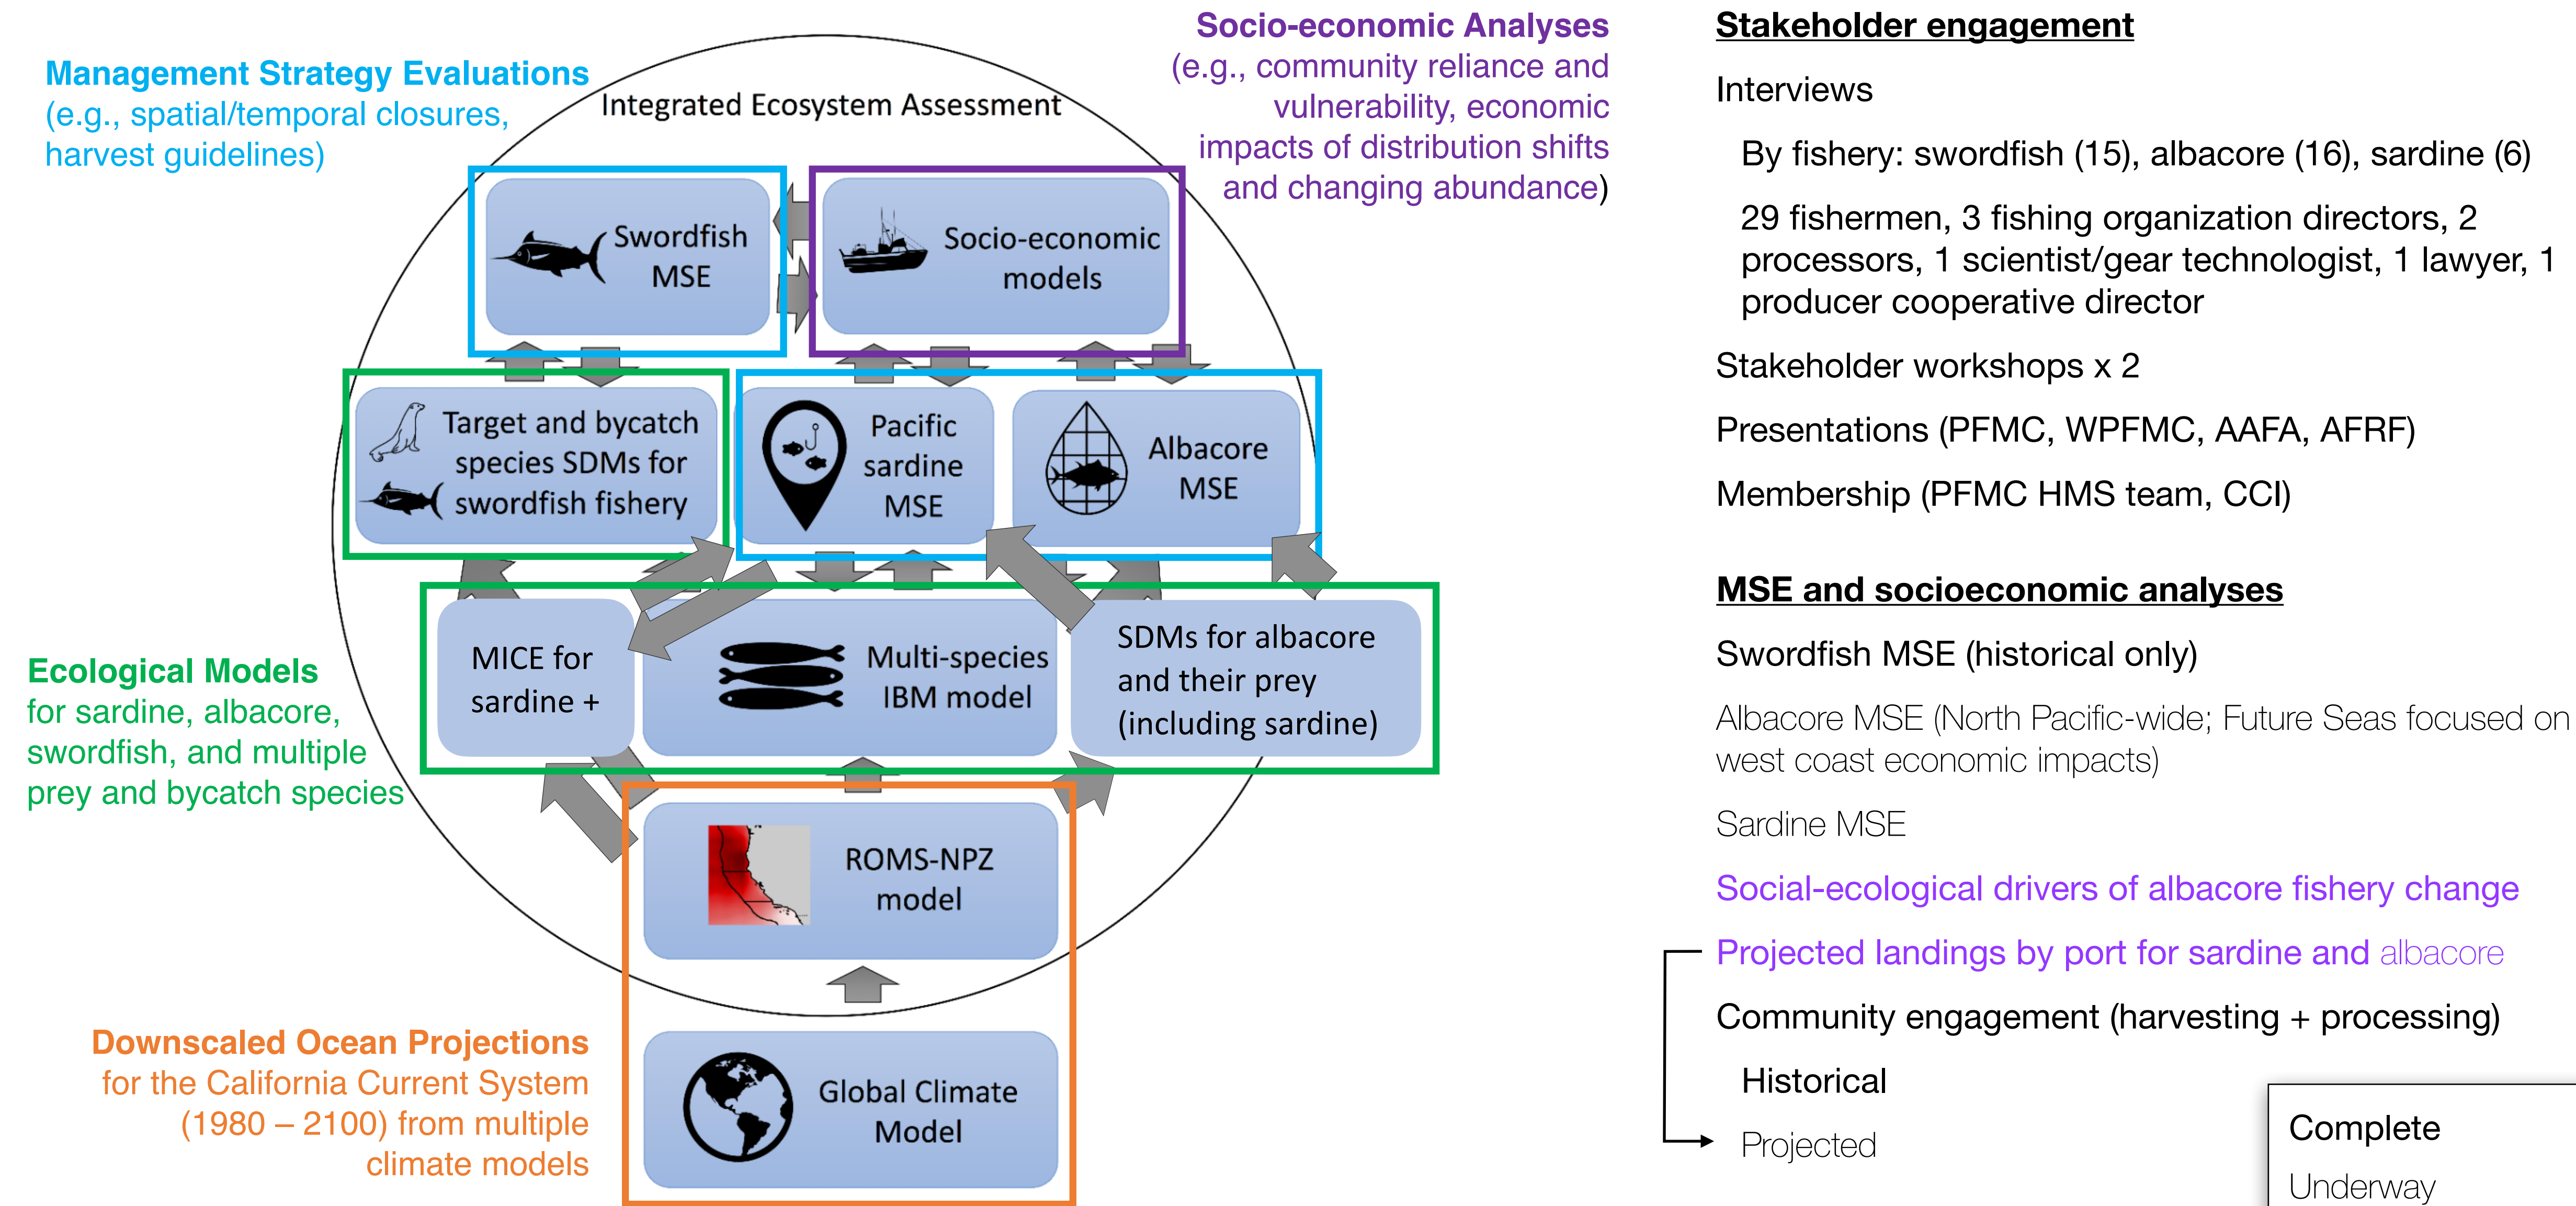 Management Strategy Evaluations
(e.g., spatial/temporal closures,
harvest guidelines)
Integrated Ecosystem Assessment
Socio-economic Analyses
(e.g., community reliance and
vulnerability, economic
impacts of distribution shifts
and changing abundance)
Swordfish
MSE
Socio-economic
models
Target and bycatch
species SDMs for
swordfish fishery
Pacific
sardine
MSE
Albacore
MSE
Ecological Models
for sardine, albacore,
swordfish, and multiple
prey and bycatch species
MICE for
sardine +
Multi-species
IBM model
SDMs for albacore
and their prey
(including sardine)
ROMS-NPZ
model
Downscaled Ocean Projections
for the California Current System
(1980 – 2100) from multiple
climate models
Global Climate
Model
Stakeholder engagement
Interviews
By fishery: swordfish (15), albacore (16), sardine (6)
29 fishermen, 3 fishing organization directors, 2
processors, 1 scientist/gear technologist, 1 lawyer, 1
producer cooperative director
Stakeholder workshops x 2
Presentations (PFMC, WPFMC, AAFA, AFRF)
Membership (PFMC HMS team, CCI)
MSE and socioeconomic analyses
Swordfish MSE (historical only)
Albacore MSE (North Pacific-wide; Future Seas focused on
west coast economic impacts)
Sardine MSE
Social-ecological drivers of albacore fishery change
Projected landings by port for sardine and albacore
Community engagement (harvesting + processing)
Historical
Projected
Complete
Underway